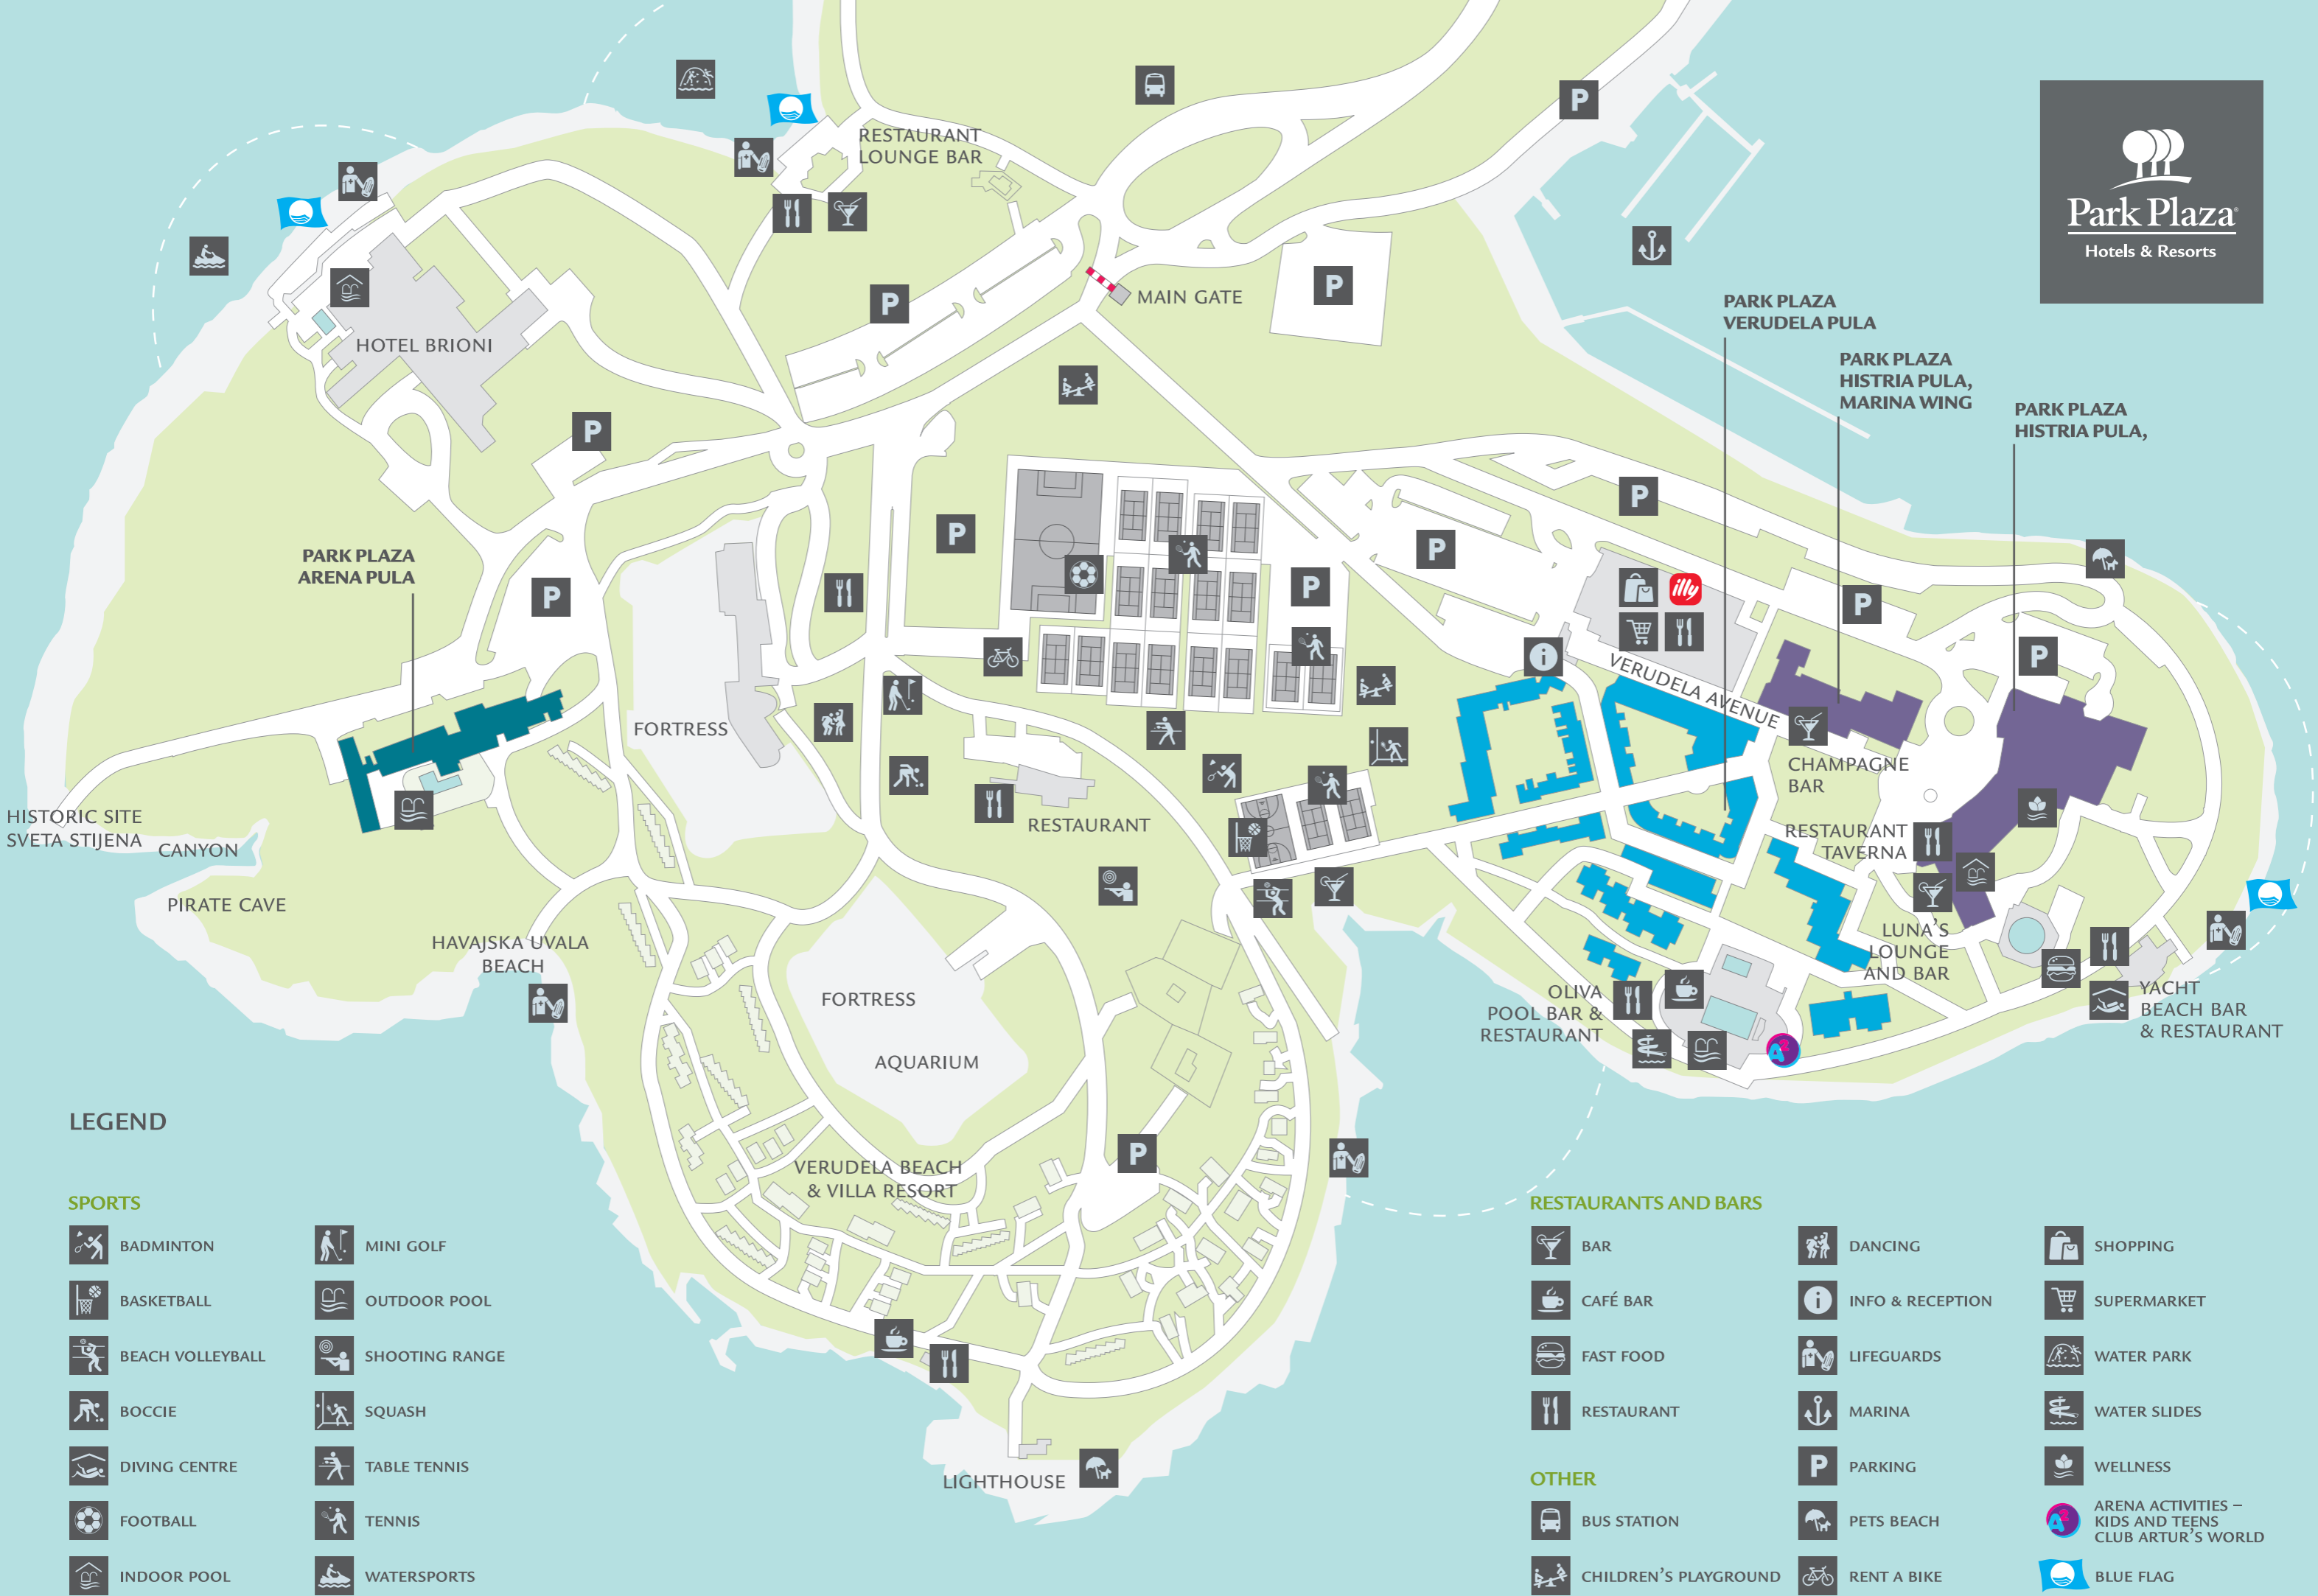 RESTAURANT
LOUNGE BAR
P
Park Plaza
Hotels & Resorts
P
P
MAIN GATE
PARK PLAZA
VERUDELA PULA
PARK PLAZA
HISTRIA PULA,
MARINA WING
PARK PLAZA
HISTRIA PULA,
HOTEL BRIONI
P
P
P
P
PARK PLAZA
ARENA PULA
P
P
P
illy
P
i
P
VERUDELA AVENUE
FORTRESS
CHAMPAGNE
BAR
HISTORIC SITE
SVETA STIJENA
CANYON
RESTAURANT
RESTAURANT
TAVERNA
PIRATE CAVE
HAVAJSKA UVALA
BEACH
LUNA'S
LOUNGE
AND BAR
FORTRESS
OLIVA
POOL BAR &
RESTAURANT
YACHT
BEACH BAR
& RESTAURANT
AQUARIUM
A2
P
VERUDELA BEACH
& VILLA RESORT
LIGHTHOUSE
LEGEND
SPORTS
BADMINTON
BASKETBALL
BEACH VOLLEYBALL
BOCCIE
DIVING CENTRE
FOOTBALL
INDOOR POOL
MINI GOLF
OUTDOOR POOL
SHOOTING RANGE
SQUASH
TABLE TENNIS
TENNIS
WATERSPORTS
RESTAURANTS AND BARS
BAR
CAFÉ BAR
FAST FOOD
RESTAURANT
OTHER
BUS STATION
CHILDREN'S PLAYGROUND
DANCING
i
INFO & RECEPTION
LIFEGUARDS
MARINA
P
PARKING
PETS BEACH
RENT A BIKE
SHOPPING
SUPERMARKET
WATER PARK
WATER SLIDES
WELLNESS
A2
ARENA ACTIVITIES –
KIDS AND TEENS
CLUB ARTUR'S WORLD
BLUE FLAG